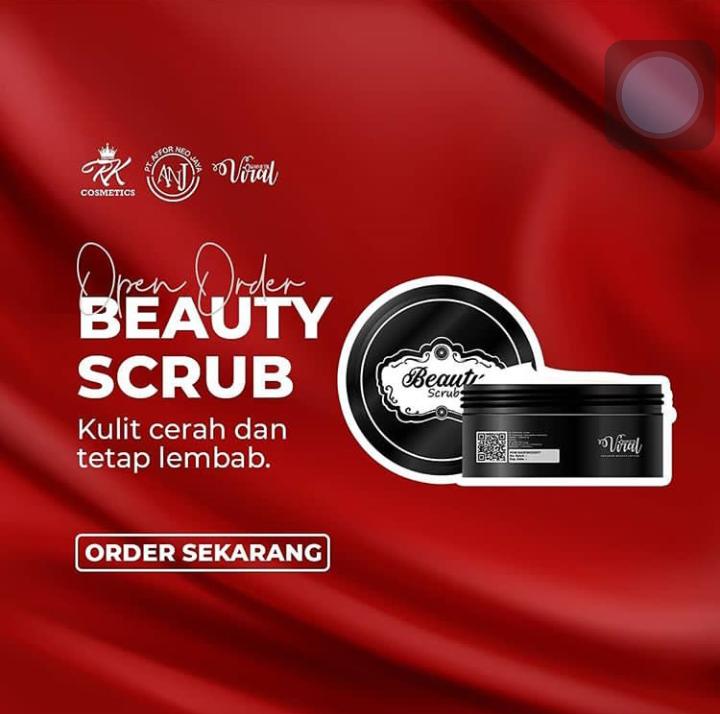 RK
COSMETICS
PT. AFFOR NEO JAYA
ANJ
Viral
Open Order
BEAUTY
SCRUB
Kulit cerah dan
tetap lembab.
ORDER SEKARANG
Beauty
Scrub
Viral